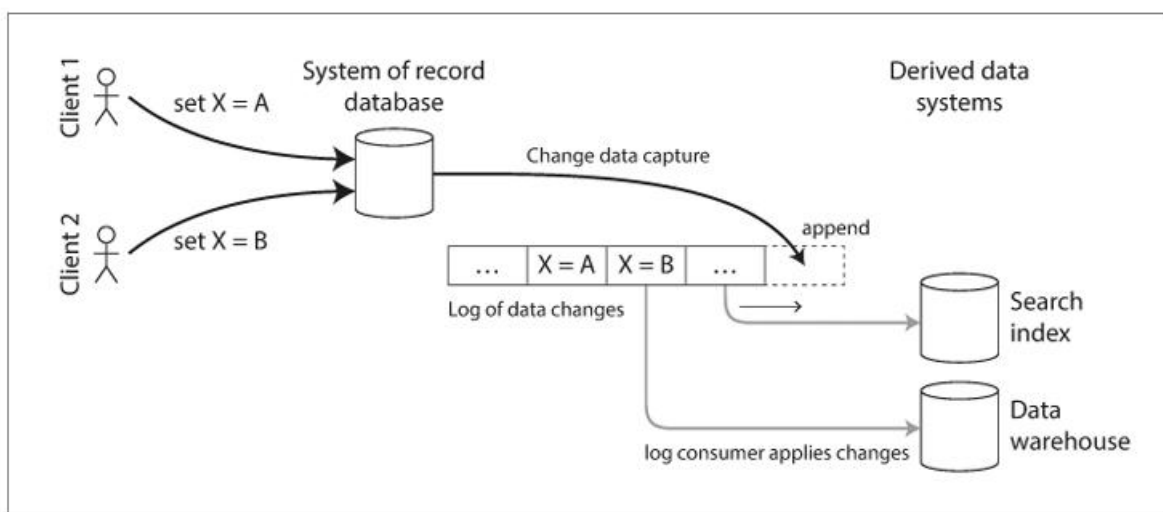 Client 1
set X = A
System of record
database
Derived data
systems
Change data capture
Client 2
set X = B
append
...
X = A
X = B
...
Log of data changes
Search
index
Data
warehouse
log consumer applies changes